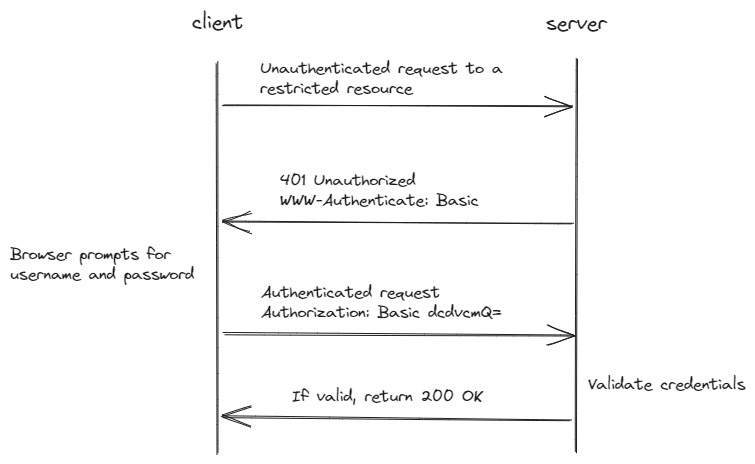 client
server
Unauthenticated request to a
restricted resource
401 Unauthorized
WWW-Authenticate: Basic
Browser prompts for
username and password
Authenticated request
Authorization: Basic dcdvcmQ=
Validate credentials
If valid, return 200 OK